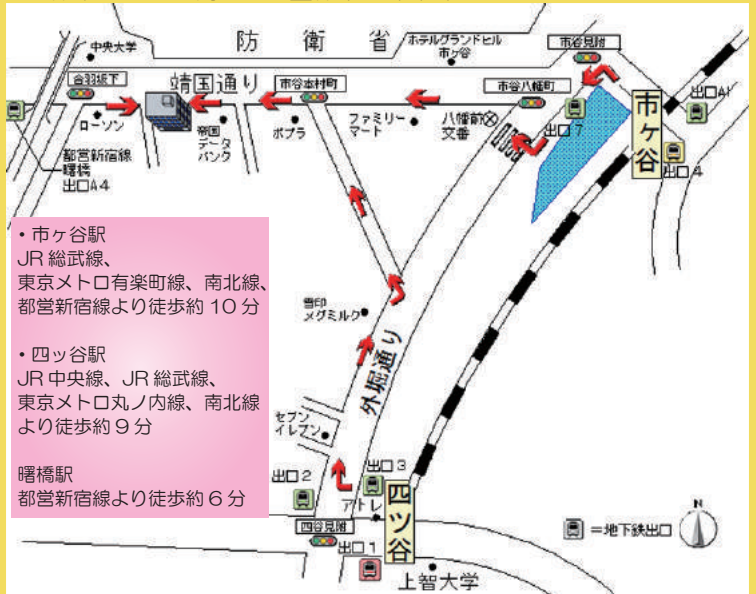 防衛省
中央大学
ホテルグランドヒル
市ヶ谷
市谷見附
合羽坂下
靖国通り
市谷本村町
市谷八幡町
ローソン
帝国
データ
バンク
ポプラ
ファミリー
マート
八幡前
交番
出口7
市ヶ谷
出口A1
出口4
都営新宿線
曙橋
出口A4
・市ヶ谷駅
JR総武線、
東京メトロ有楽町線、南北線、
都営新宿線より徒歩約10分
・四ッ谷駅
JR中央線、JR総武線、
東京メトロ丸ノ内線、南北線
より徒歩約9分
曙橋駅
都営新宿線より徒歩約6分
雪印
メグミルク
外堀通り
セブン
イレブン
出口2
出口3
アトレ
四ツ谷
四谷見附
出口1
上智大学
N
=地下鉄出口